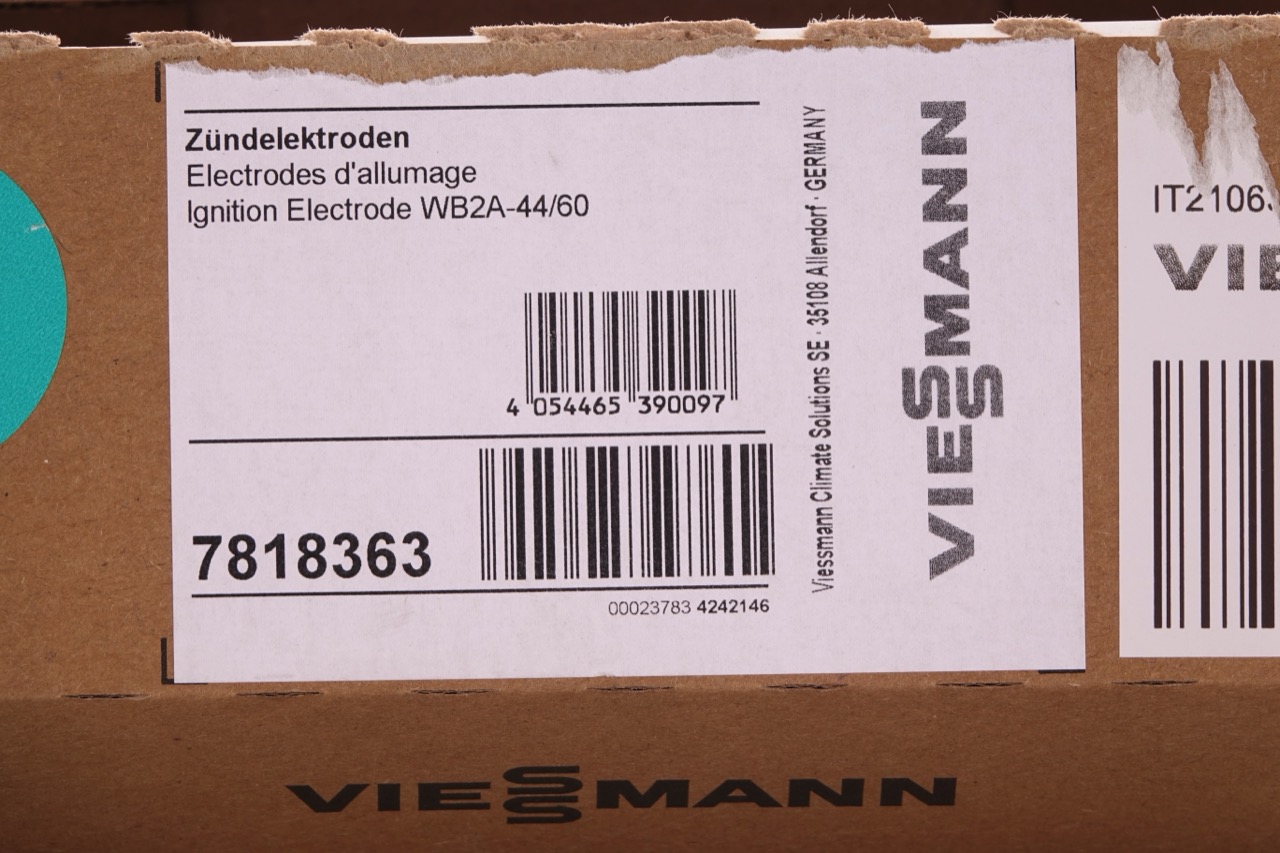 Zündelektroden
Electrodes d'allumage
Ignition Electrode WB2A-44/60
4 054465 390097
7818363
00023783 4242146
Viessmann Climate Solutions SE · 35108 Allendorf · GERMANY
VIESSMANN
IT2106
VIE
VIESSMANN